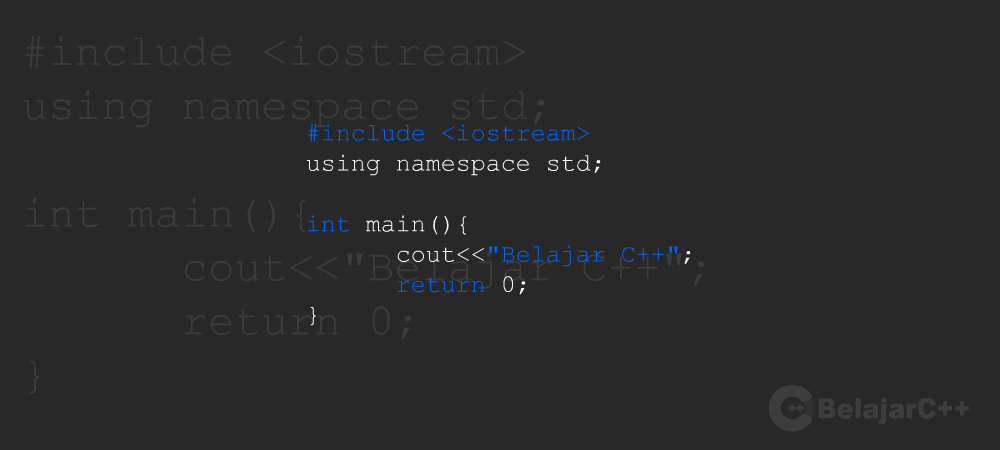 #include <iostream>
using namespace std;
int main(){
cout<<"Belajar C++";
return 0;
}
#include <iostream>
using namespace std;
int main(){
cout<<"Belajar C++";
return 0;
}
BelajarC++